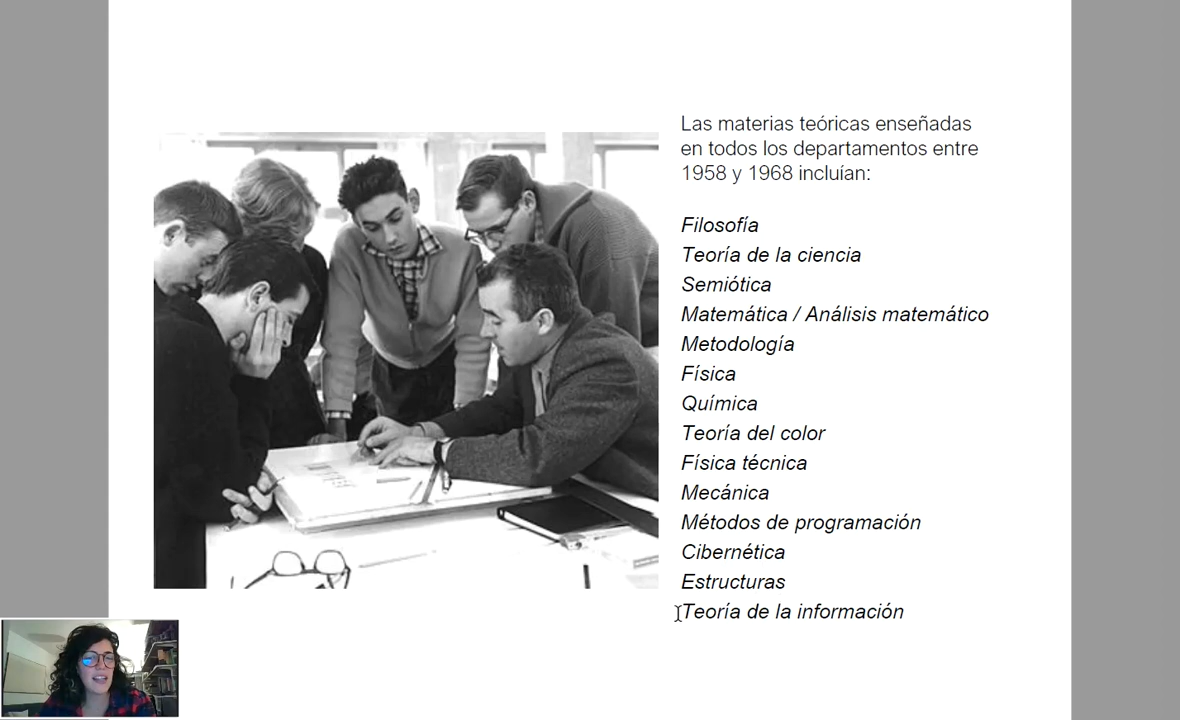 Las materias teóricas enseñadas
en todos los departamentos entre
1958 y 1968 incluían:
Filosofía
Teoría de la ciencia
Semiótica
Matemática / Análisis matemático
Metodología
Física
Química
Teoría del color
Física técnica
Mecánica
Métodos de programación
Cibernética
Estructuras
Teoría de la información